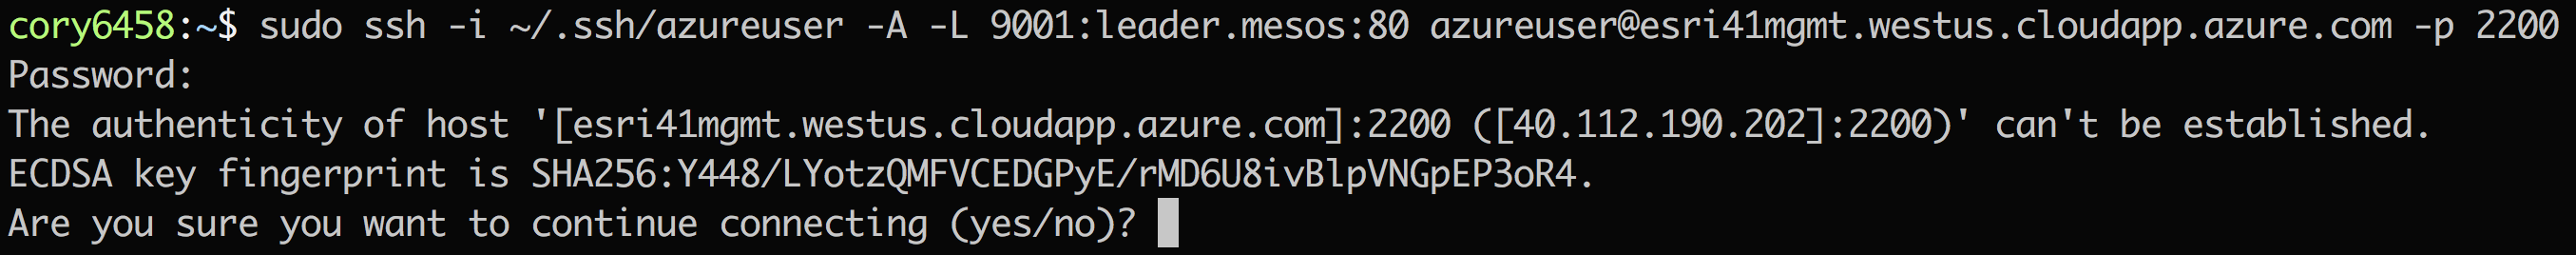 cory6458:~$ sudo ssh -i ~/.ssh/azureuser -A -L 9001:leader.mesos:80 azureuser@esri41mgmt.westus.cloudapp.azure.com -p 2200
Password:
The authenticity of host '[esri41mgmt.westus.cloudapp.azure.com]:2200 ([40.112.190.202]:2200)' can't be established.
ECDSA key fingerprint is SHA256:Y448/LYotzQMFVCEDGPyE/rMD6U8ivBlpVNGpEP3oR4.
Are you sure you want to continue connecting (yes/no)?